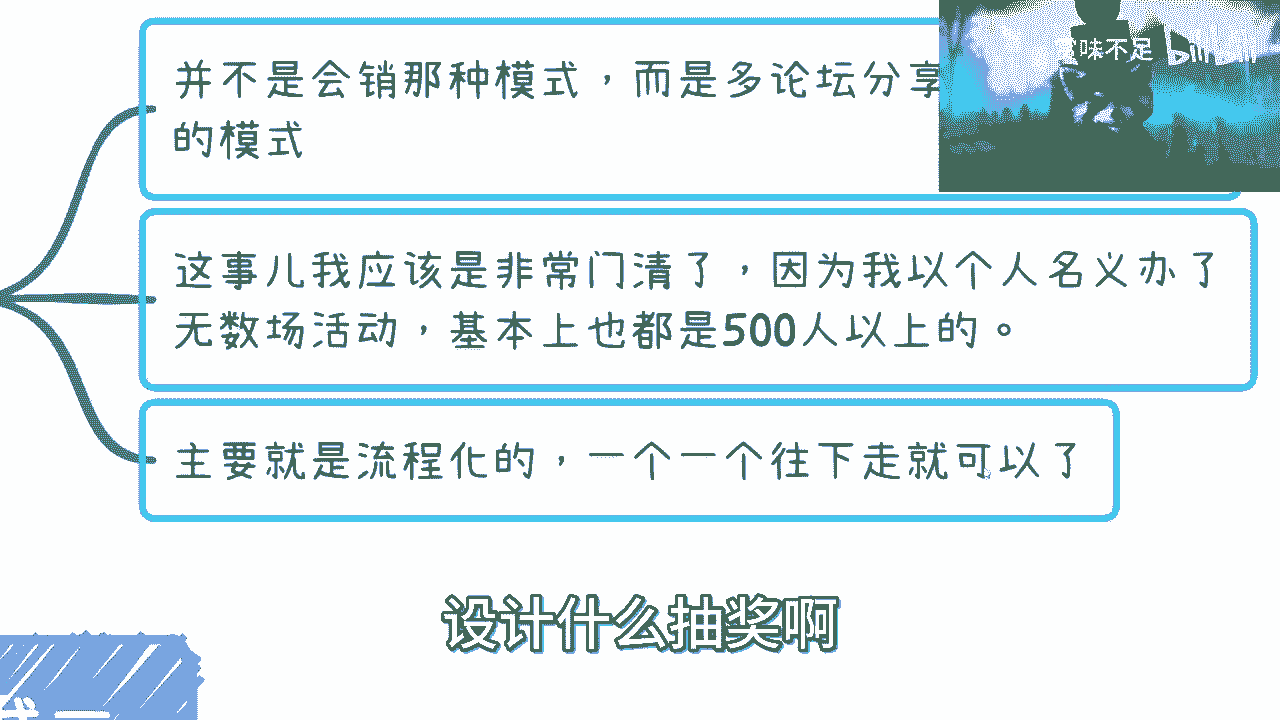 并不是会销那种模式，而是多论坛分享
的模式
味不足 bilibili
这事儿我应该是非常门清了，因为我以个人名义办了
无数场活动，基本上也都是500人以上的。
主要就是流程化的，一个一个往下走就可以了
设计什么抽奖啊